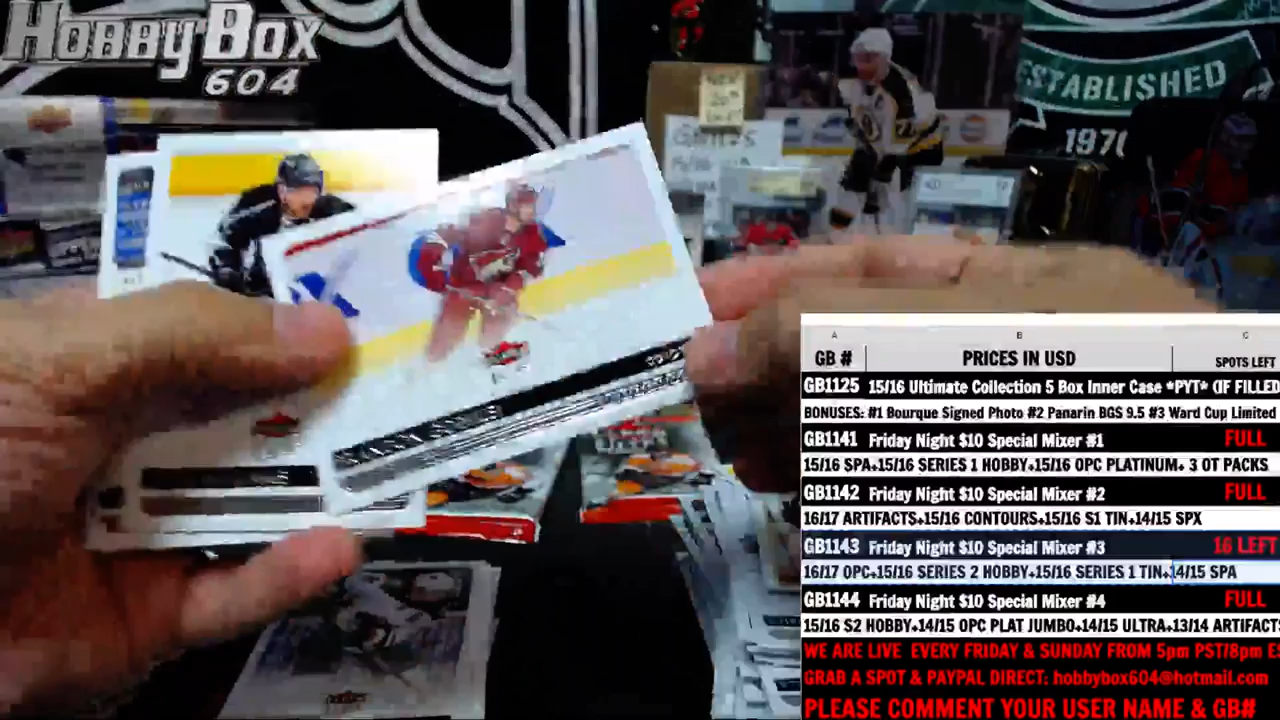 HOBBY BOX
604
ESTABLISHED
1970
A B C
GB # PRICES IN USD SPOTS LEFT
GB1125 15/16 Ultimate Collection 5 Box Inner Case *PYT* (IF FILLED
BONUSES: #1 Bourque Signed Photo #2 Panarin BGS 9.5 #3 Ward Cup Limited
GB1141 Friday Night $10 Special Mixer #1 FULL
15/16 SPA+15/16 SERIES 1 HOBBY+15/16 OPC PLATINUM+ 3 OT PACKS
GB1142 Friday Night $10 Special Mixer #2 FULL
16/17 ARTIFACTS+15/16 CONTOURS+15/16 S1 TIN+14/15 SPX
GB1143 Friday Night $10 Special Mixer #3 16 LEFT
16/17 OPC+15/16 SERIES 2 HOBBY+15/16 SERIES 1 TIN+14/15 SPA
GB1144 Friday Night $10 Special Mixer #4 FULL
15/16 S2 HOBBY+14/15 OPC PLAT JUMBO+14/15 ULTRA+13/14 ARTIFACTS
WE ARE LIVE EVERY FRIDAY & SUNDAY FROM 5pm PST/8pm ES
GRAB A SPOT & PAYPAL DIRECT: hobbybox604@hotmail.com
PLEASE COMMENT YOUR USER NAME & GB#